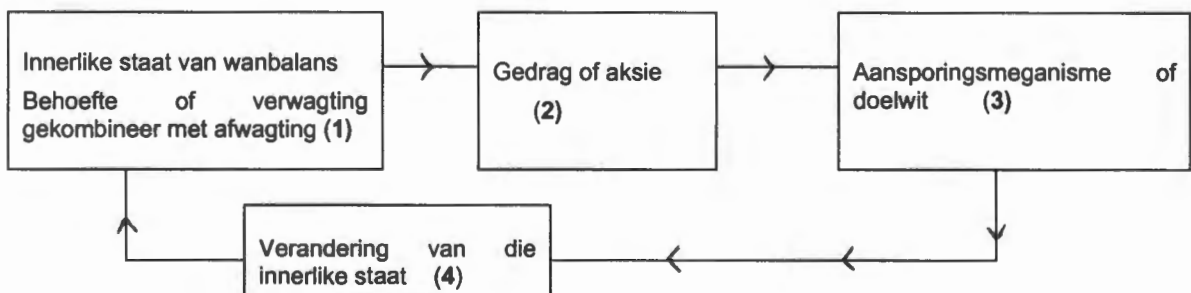 Innerlike staat van wanbalans
Behoefte of verwagting
gekombineer met afwagting (1)
Gedrag of aksie
(2)
Aansporingsmeganisme of
doelwit (3)
Verandering van die
innerlike staat (4)